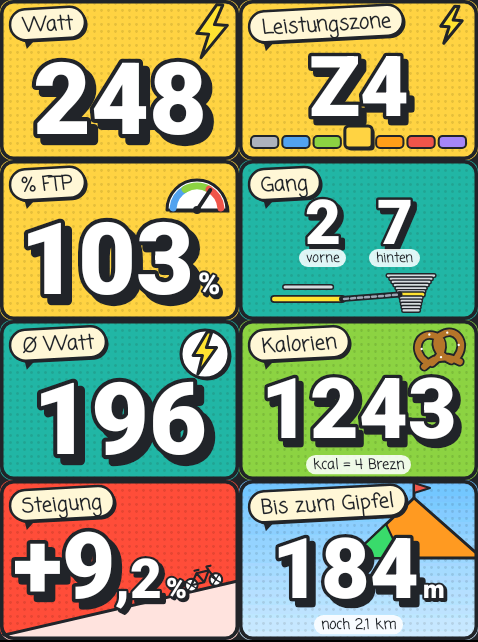 Watt
248
Leistungszone
Z4
% FTP
103%
Gang
2 7
vorne hinten
Ø Watt
196
Kalorien
1243
kcal = 4 Brezn
Steigung
+9,2%
Bis zum Gipfel
184m
noch 2,1 km